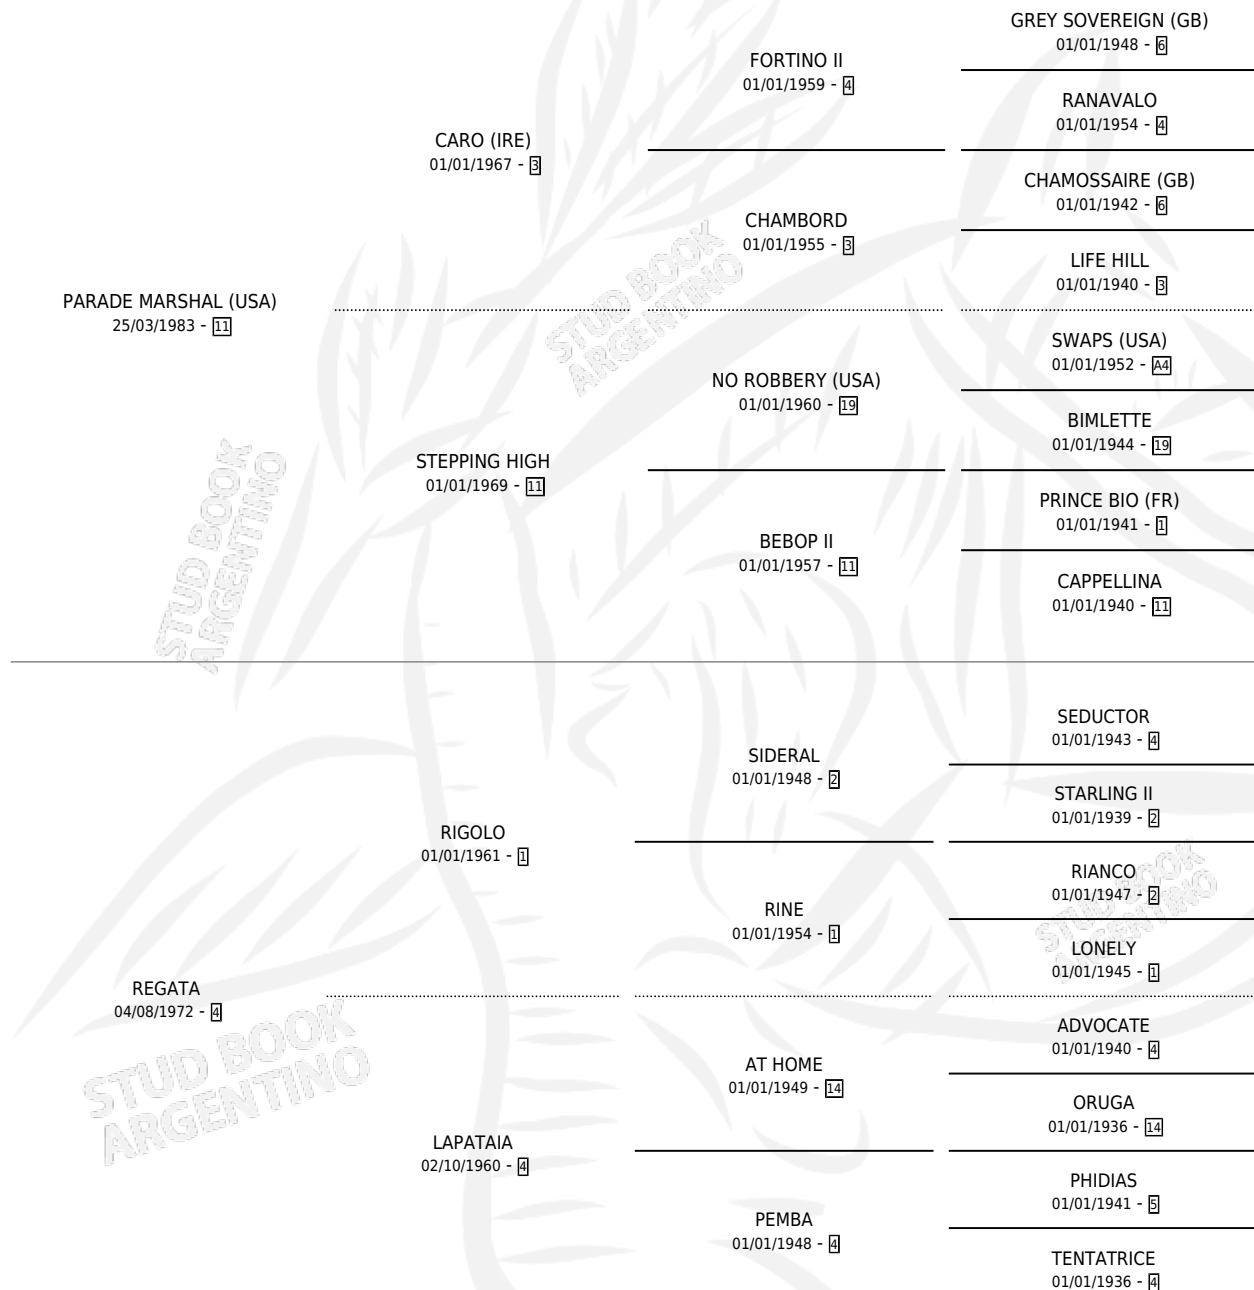 GREY SOVEREIGN (GB)
01/01/1948 - 6
FORTINO II
01/01/1959 - 4
RANAVALO
01/01/1954 - 4
CARO (IRE)
01/01/1967 - 3
CHAMOSSAIRE (GB)
01/01/1942 - 6
CHAMBORD
01/01/1955 - 3
LIFE HILL
01/01/1940 - 3
PARADE MARSHAL (USA)
25/03/1983 - 11
STUD BOOK
ARGENTINO
SWAPS (USA)
01/01/1952 - A4
NO ROBBERY (USA)
01/01/1960 - 19
BIMLETTE
01/01/1944 - 19
STEPPING HIGH
01/01/1969 - 11
PRINCE BIO (FR)
01/01/1941 - 1
BEBOP II
01/01/1957 - 11
CAPPELLINA
01/01/1940 - 11
STUD BOOK
ARGENTINO
SEDUCTOR
01/01/1943 - 4
SIDERAL
01/01/1948 - 2
STARLING II
01/01/1939 - 2
RIGOLO
01/01/1961 - 1
RIANCO
01/01/1947 - 2
RINE
01/01/1954 - 1
LONELY
01/01/1945 - 1
STUD BOOK
ARGENTINO
REGATA
04/08/1972 - 4
STUD BOOK
ARGENTINO
ADVOCATE
01/01/1940 - 4
AT HOME
01/01/1949 - 14
ORUGA
01/01/1936 - 14
LAPATAIA
02/10/1960 - 4
PHIDIAS
01/01/1941 - 5
PEMBA
01/01/1948 - 4
TENTATRICE
01/01/1936 - 4